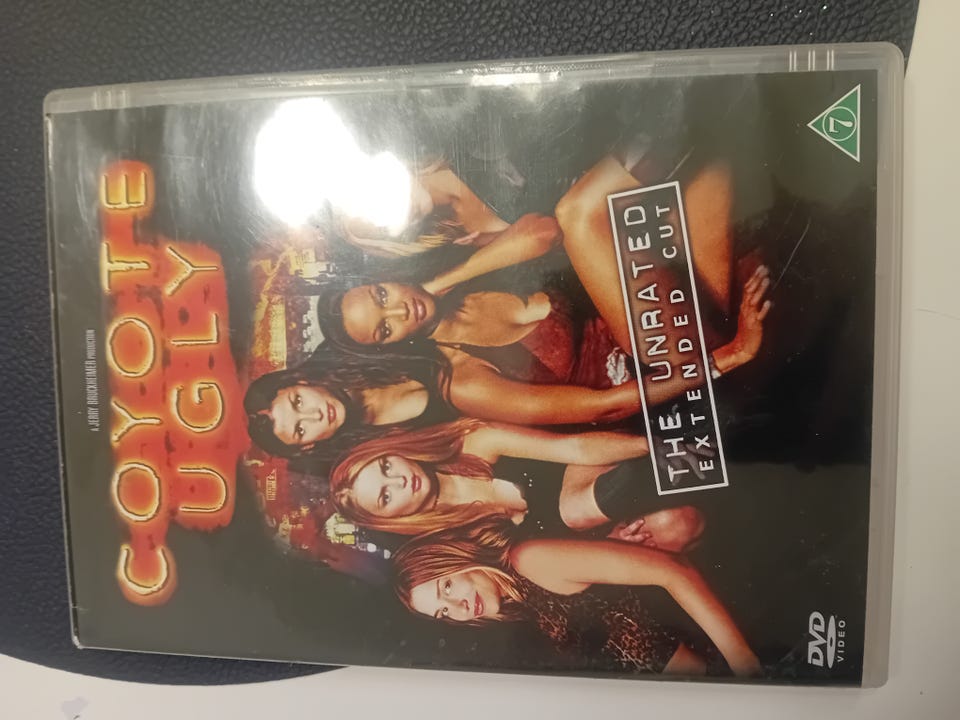 A JERRY BRUCKHEIMER PRODUCTION
COYOTE
UGLY
THE UNRATED
EXTENDED CUT
DVD
VIDEO
7